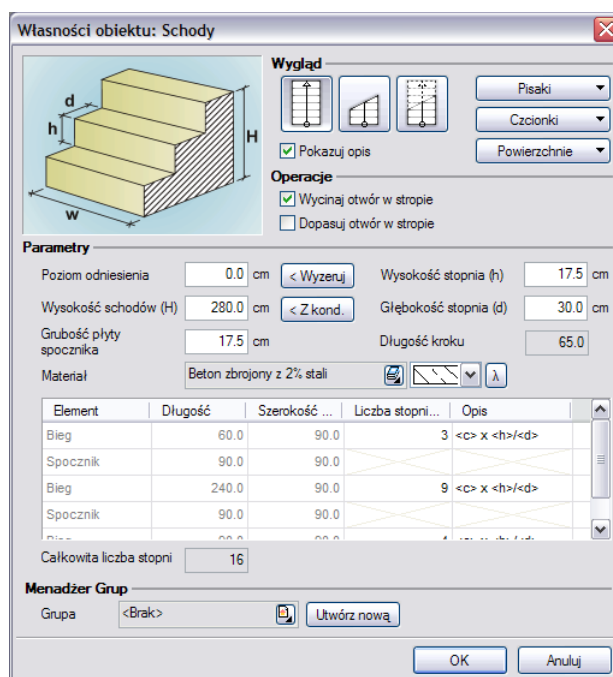 Własności obiektu: Schody
d
h
H
w
Wygląd
Pokazuj opis
Pisaki
Czcionki
Powierzchnie
Operacje
Wycinaj otwór w stropie
Dopasuj otwór w stropie
Parametry
Poziom odniesienia 0.0 cm < Wyzeruj Wysokość stopnia (h) 17.5 cm
Wysokość schodów (H) 280.0 cm < Z kond. Głębokość stopnia (d) 30.0 cm
Grubość płyty spocznika 17.5 cm Długość kroku 65.0
Materiał Beton zbrojony z 2% stali λ
Element Długość Szerokość ... Liczba stopni... Opis
Bieg 60.0 90.0 3 <c> x <h>/<d>
Spocznik 90.0 90.0
Bieg 240.0 90.0 9 <c> x <h>/<d>
Spocznik 90.0 90.0
Całkowita liczba stopni 16
Menadżer Grup
Grupa <Brak> Utwórz nową
OK Anuluj